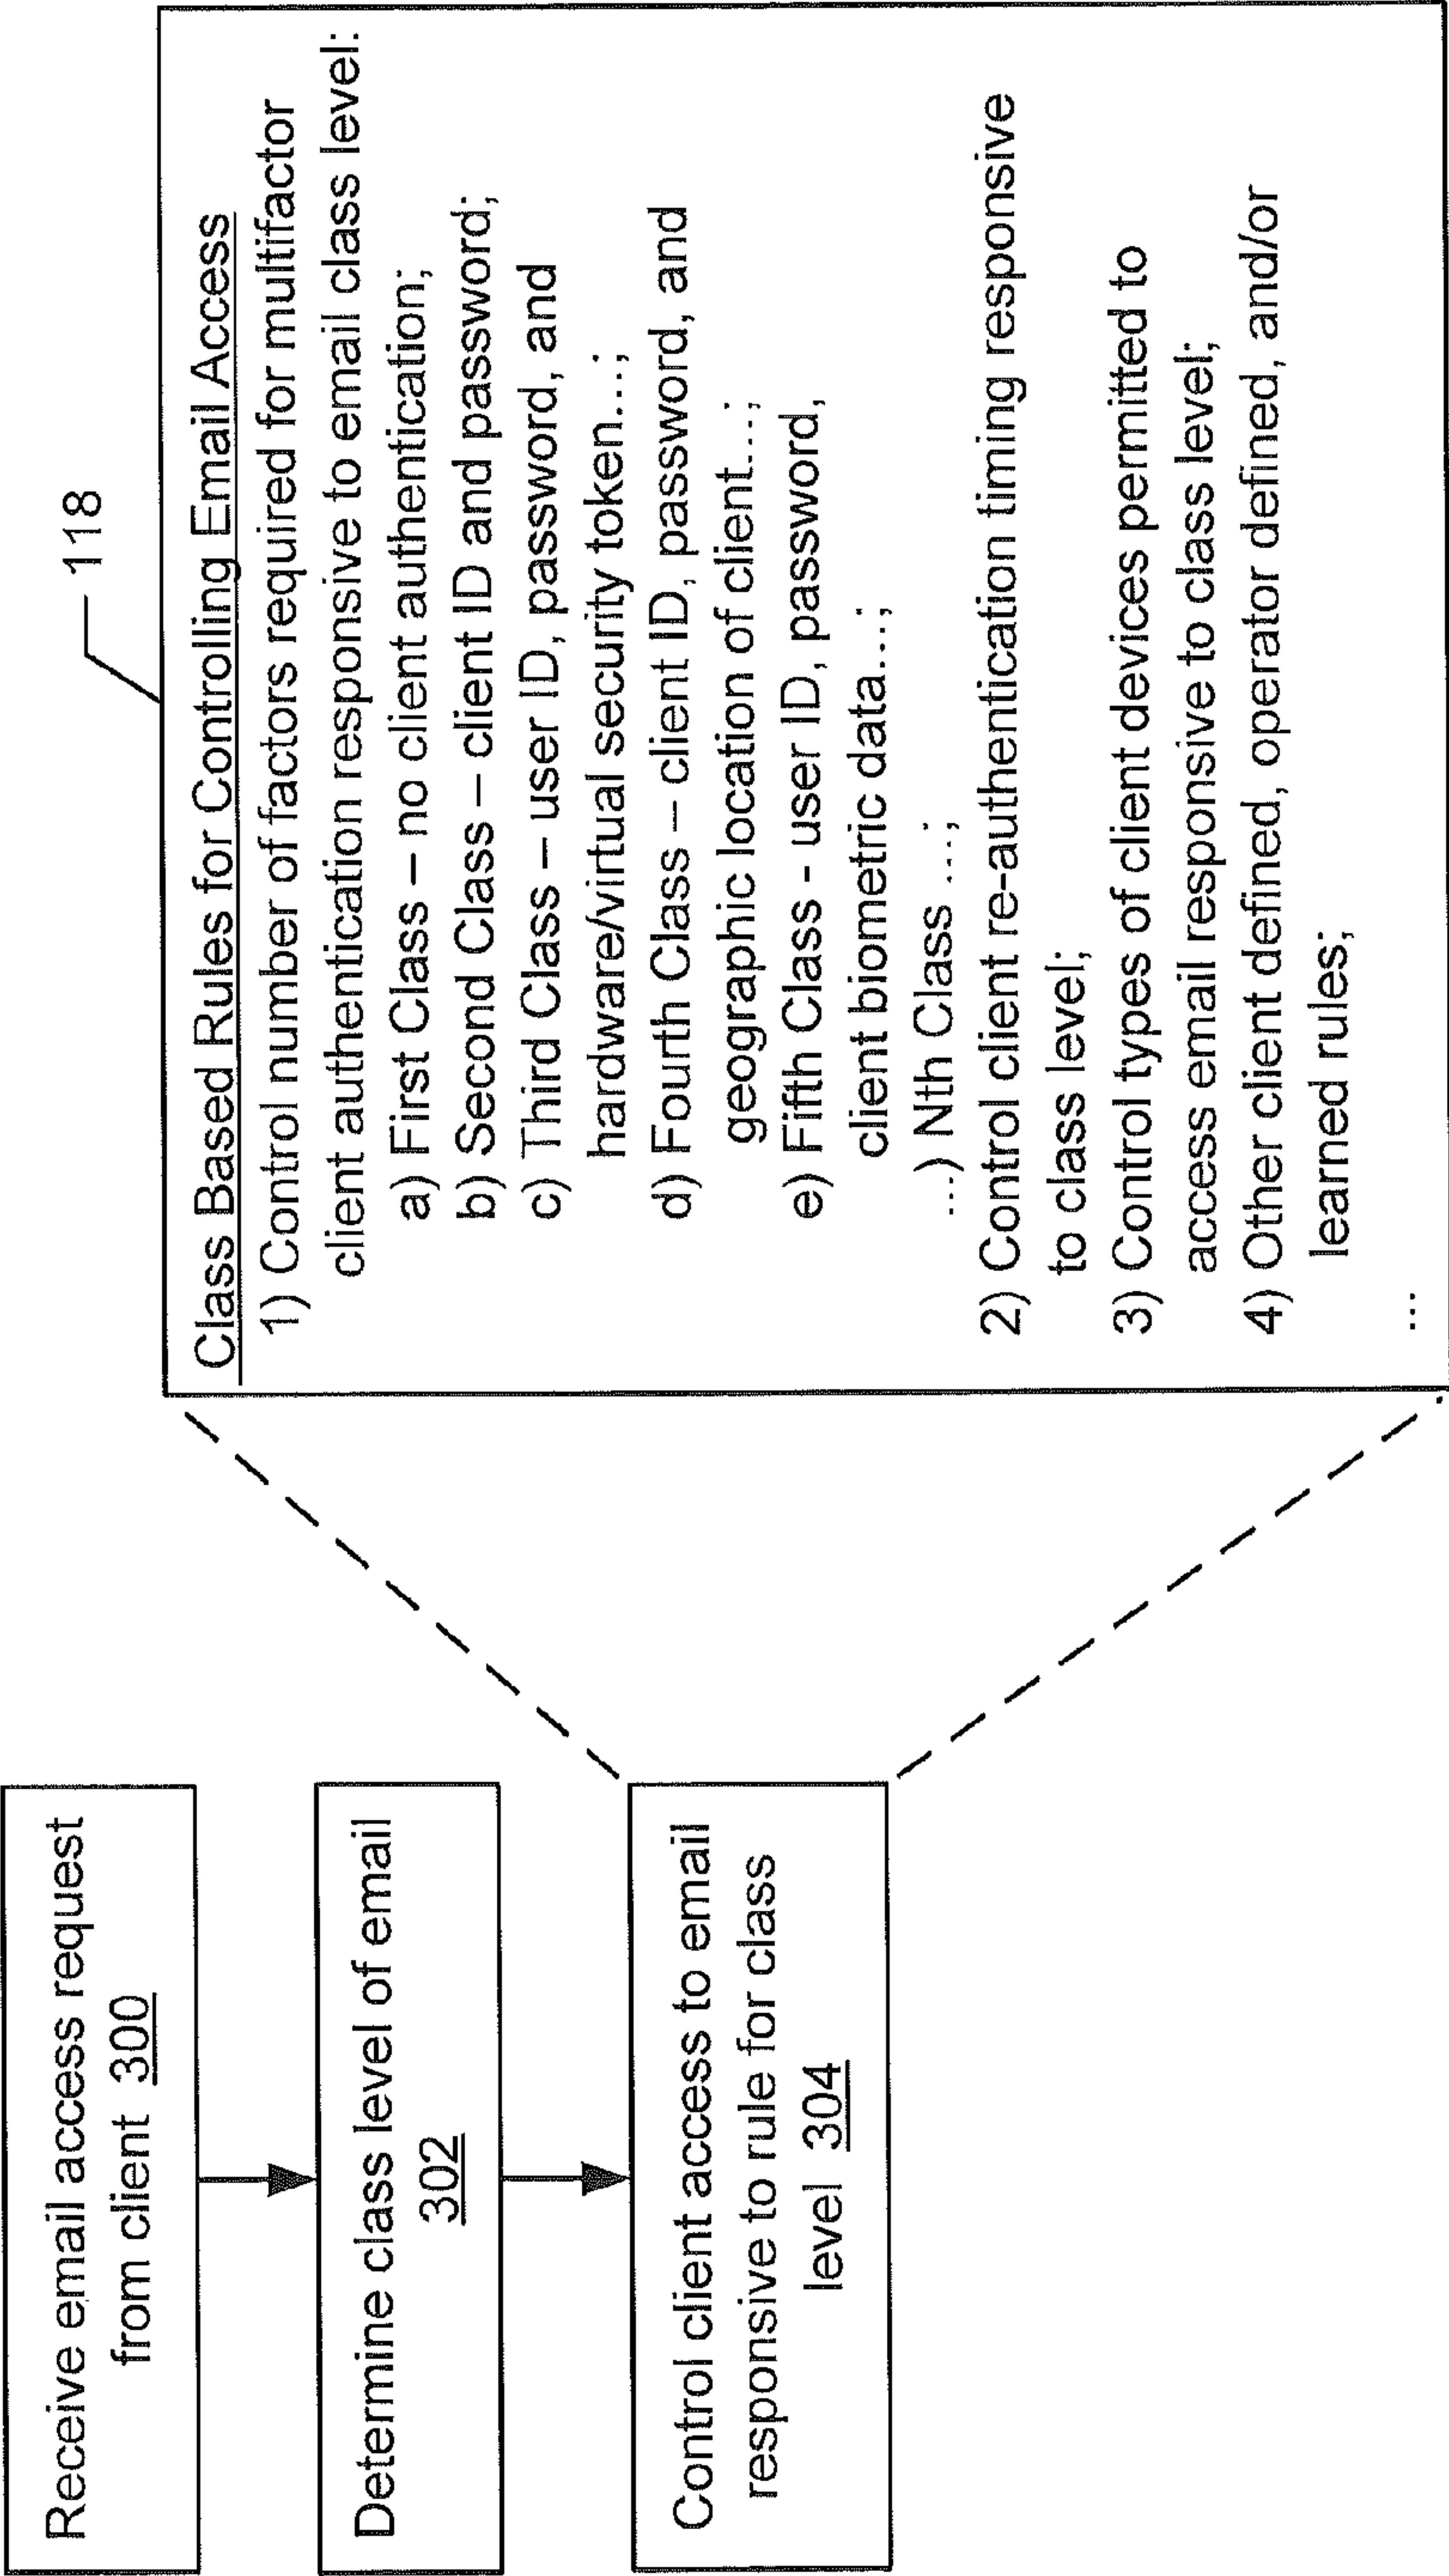 Receive email access request
from client 300
Determine class level of email
302
Control client access to email
responsive to rule for class
level 304
118
Class Based Rules for Controlling Email Access
1) Control number of factors required for multifactor
client authentication responsive to email class level:
a) First Class – no client authentication;
b) Second Class – client ID and password;
c) Third Class – user ID, password, and
hardware/virtual security token...;
d) Fourth Class – client ID, password, and
geographic location of client...;
e) Fifth Class - user ID, password,
client biometric data...;
...) Nth Class ...;
2) Control client re-authentication timing responsive
to class level;
3) Control types of client devices permitted to
access email responsive to class level;
4) Other client defined, operator defined, and/or
learned rules;
...